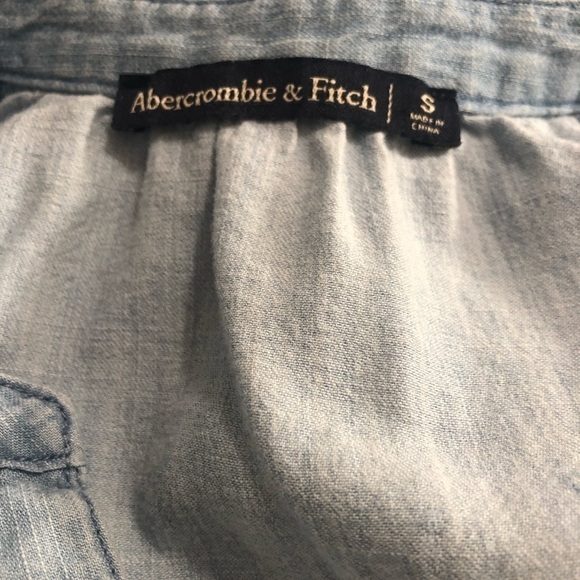 Abercrombie & Fitch
S
MADE IN
CHINA